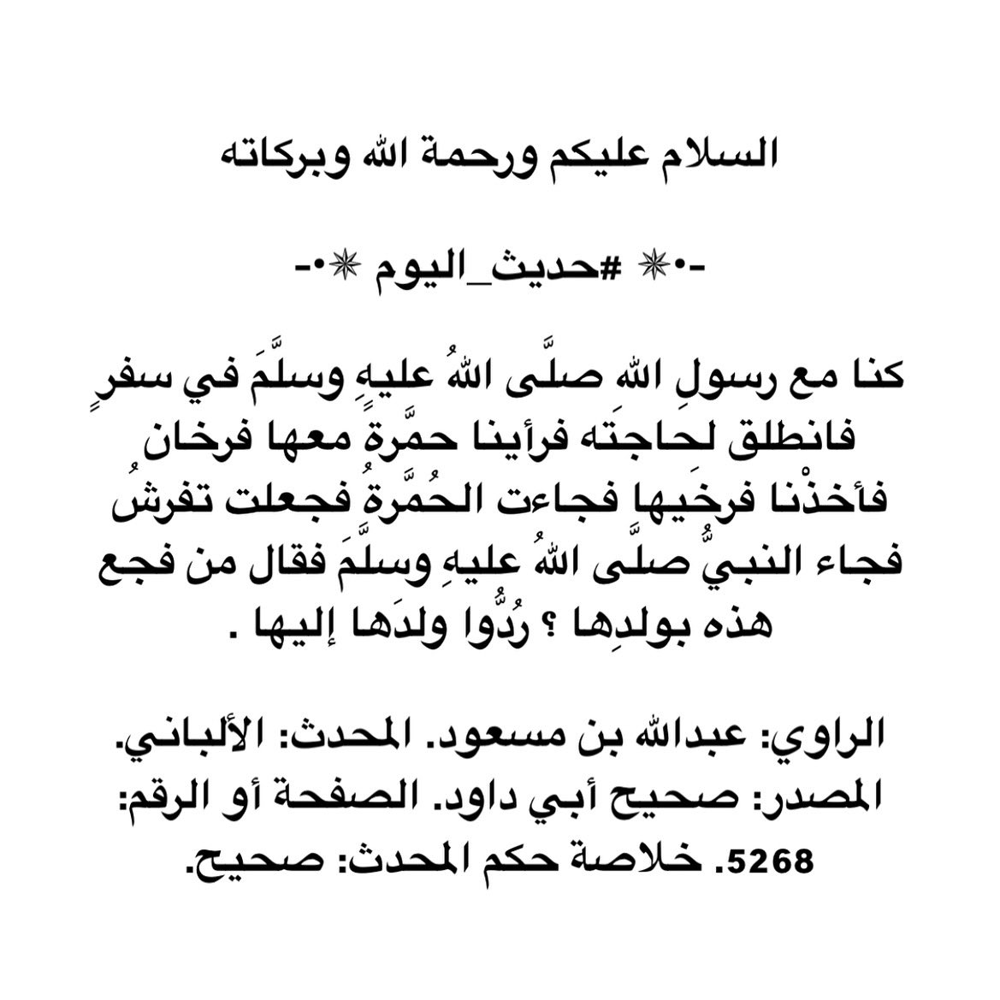 السلام عليكم ورحمة الله وبركاته
-•✴ #حديث_اليوم ✴•-
كنا مع رسولِ اللهِ صلَّى اللهُ عليهِ وسلَّمَ في سفرٍ
فانطلق لحاجتَه فرأينا حمَّرةً معها فرخان
فأخذْنا فرخَيها فجاءت الحُمَّرةُ فجعلت تفرشُ
فجاء النبيُّ صلَّى اللهُ عليهِ وسلَّمَ فقال من فجع
هذه بولدِها ؟ رُدُّوا ولدَها إليها .
الراوي: عبدالله بن مسعود. المحدث: الألباني.
المصدر: صحيح أبي داود. الصفحة أو الرقم:
5268. خلاصة حكم المحدث: صحيح.